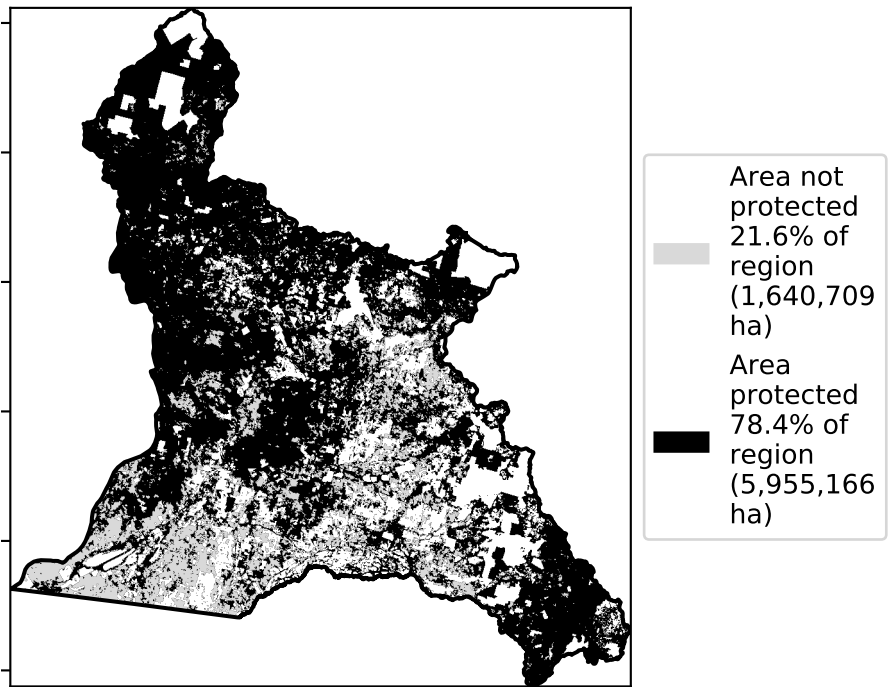 Area not
protected
21.6% of
region
(1,640,709
ha)
Area
protected
78.4% of
region
(5,955,166
ha)